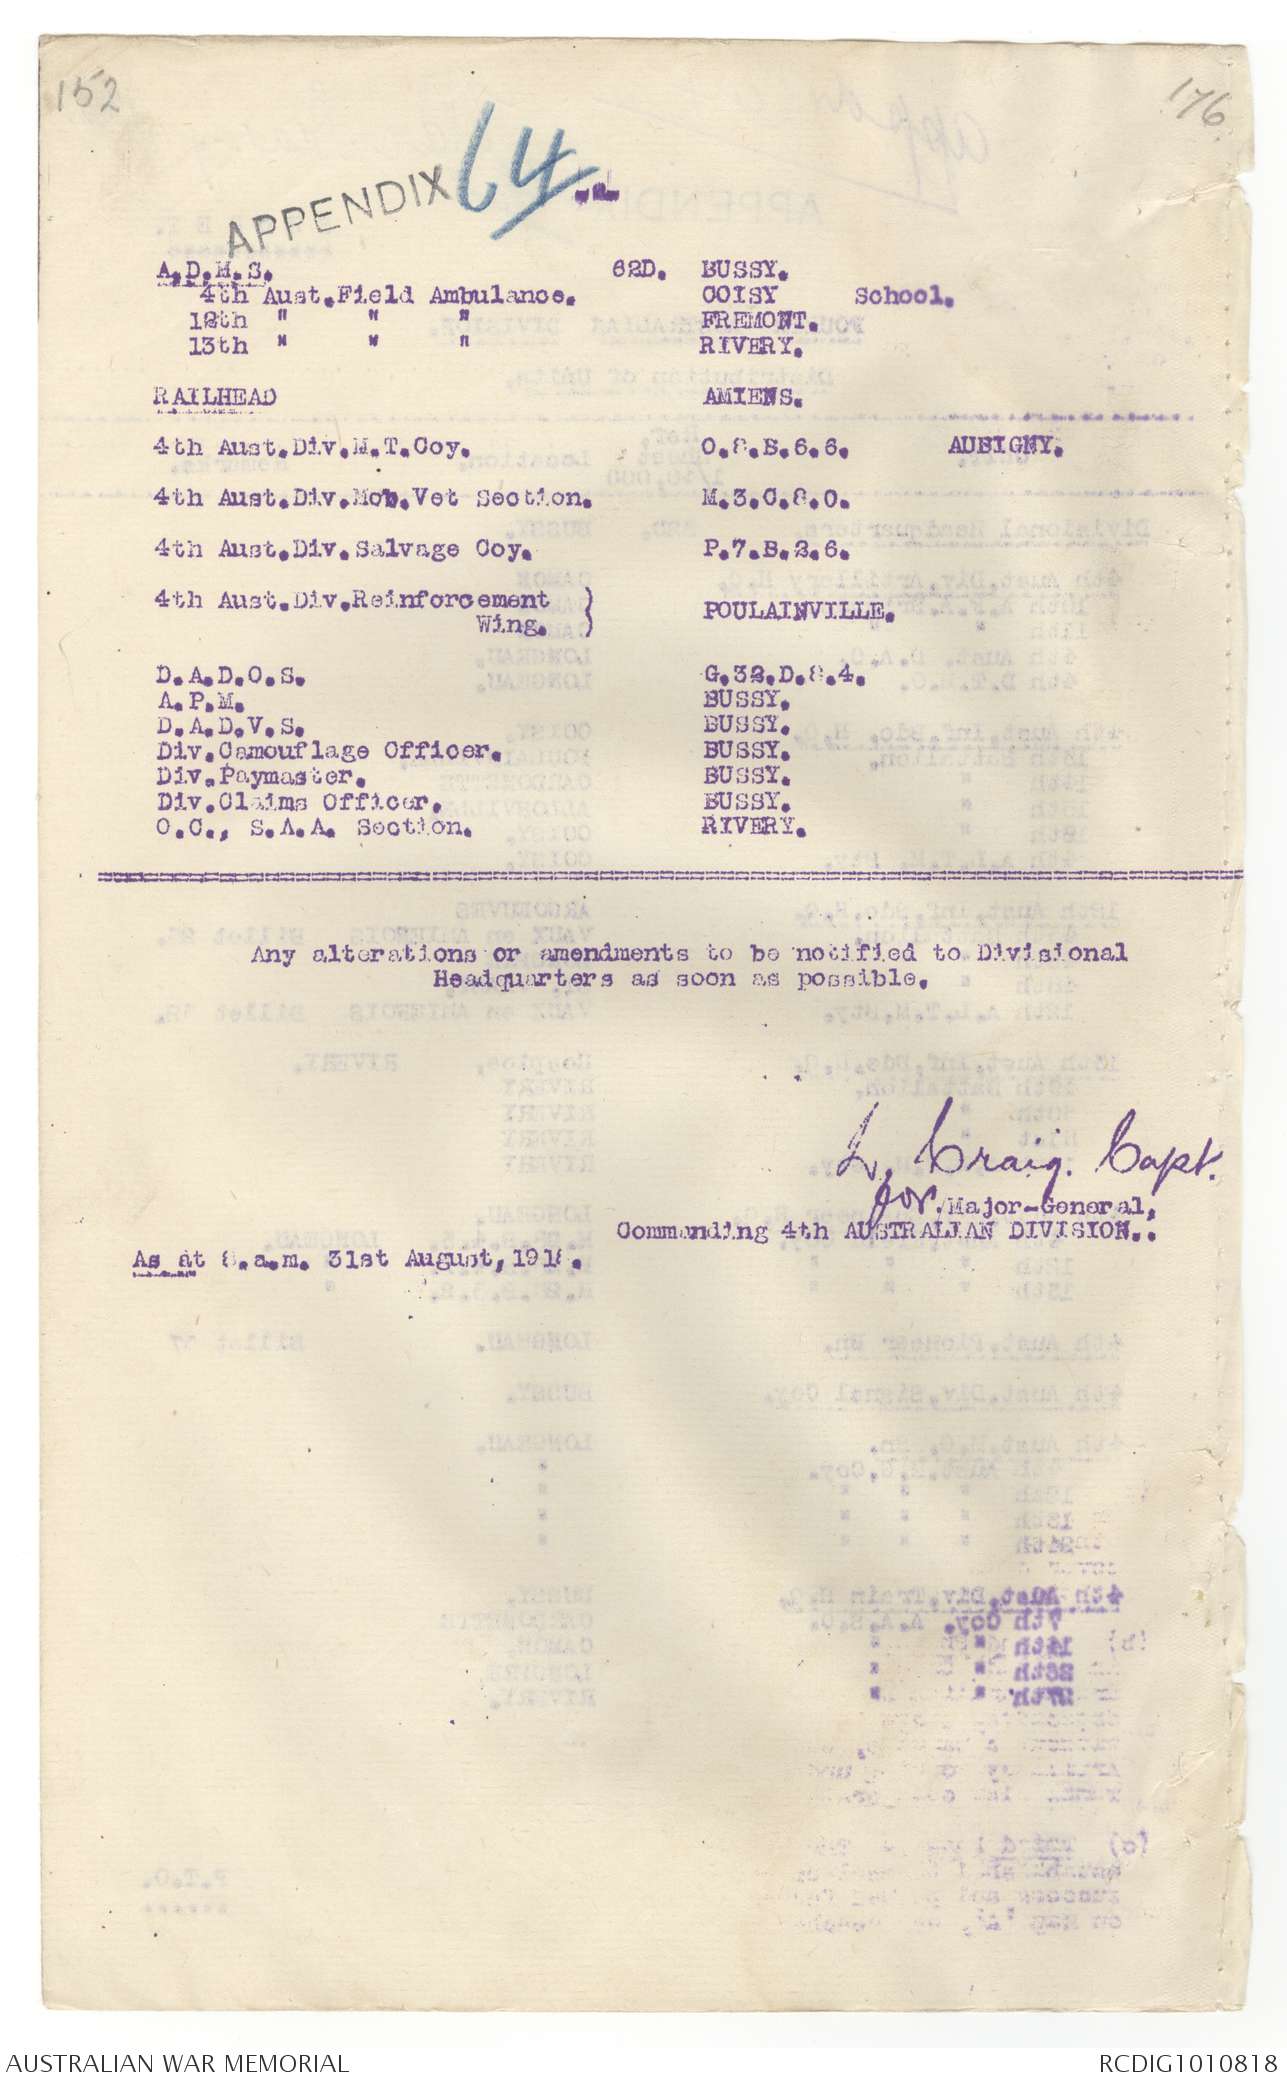 152
176
APPENDIX 64
A.D.M.S. 62D. BUSSY.
4th Aust.Field Ambulance. COISY School.
12th " " " FREMONT.
13th " " " RIVERY.
RAILHEAD AMIENS.
4th Aust.Div.M.T.Coy. O.8.B.6.6. AUBIGNY.
4th Aust.Div.Mob.Vet Section. M.3.C.8.0.
4th Aust.Div.Salvage Coy. P.7.B.2.6.
4th Aust.Div.Reinforcement
Wing. } POULAINVILLE.
D.A.D.O.S. G.32.D.8.4.
A.P.M. BUSSY.
D.A.D.V.S. BUSSY.
Div.Camouflage Officer. BUSSY.
Div.Paymaster. BUSSY.
Div.Claims Officer. BUSSY.
O.C., S.A.A. Section. RIVERY.
Any alterations or amendments to be notified to Divisional
Headquarters as soon as possible.
L. Craig. Capt.
for Major-General,
Commanding 4th AUSTRALIAN DIVISION..
As at 8.a.m. 31st August, 1918.
AUSTRALIAN WAR MEMORIAL RCDIG1010818